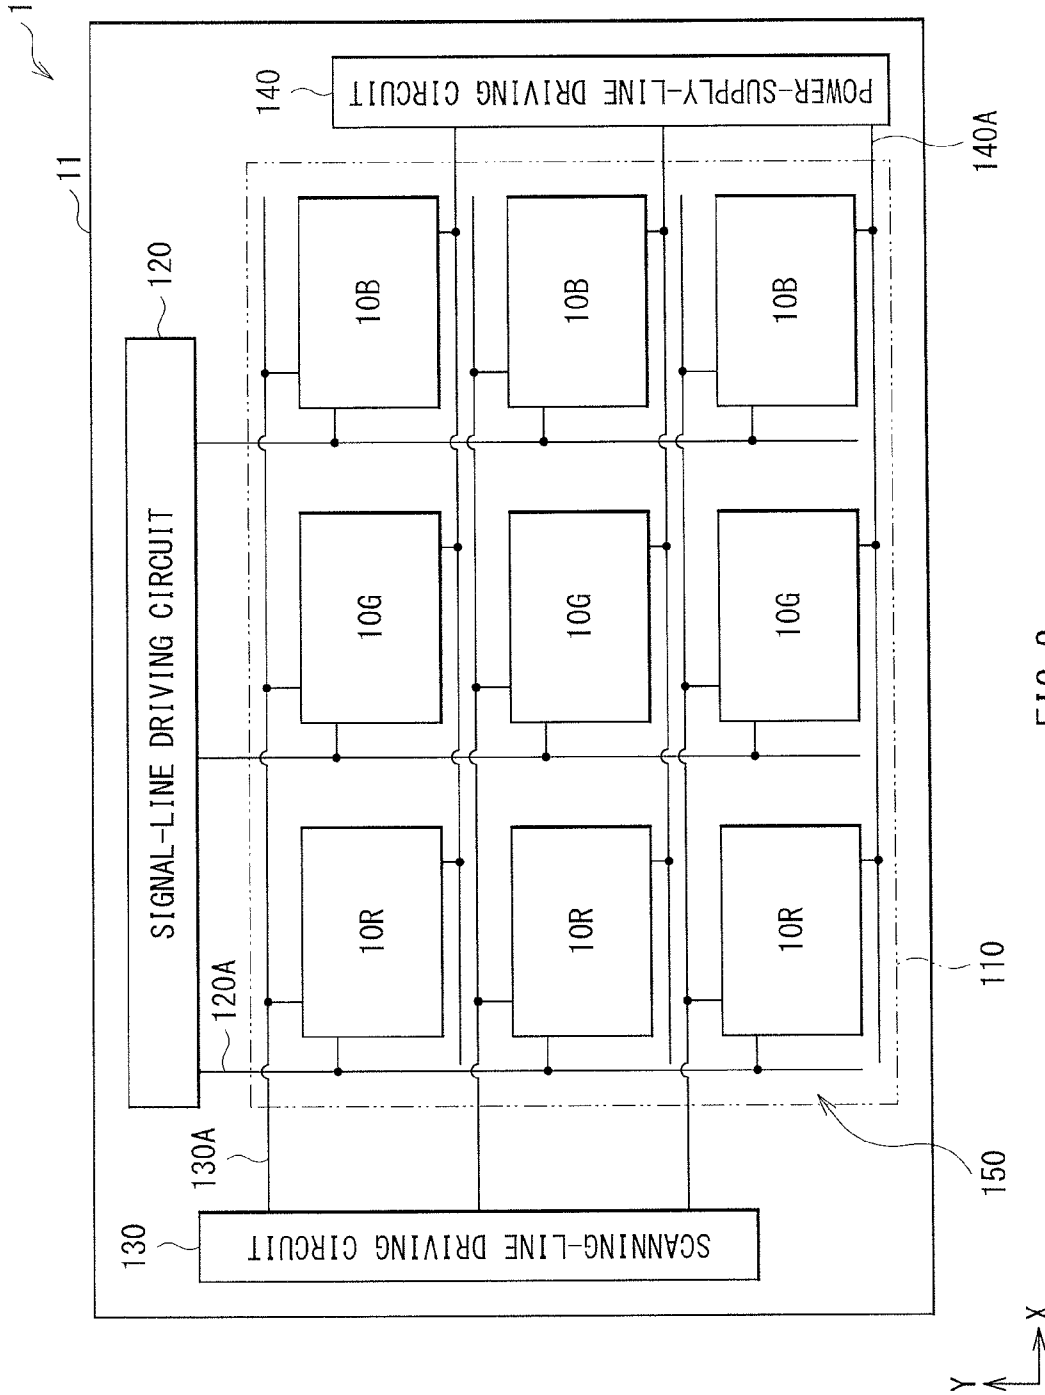 1
11
120
SIGNAL-LINE DRIVING CIRCUIT
140
POWER-SUPPLY-LINE DRIVING CIRCUIT
140A
130
SCANNING-LINE DRIVING CIRCUIT
130A
120A
10R
10G
10B
10R
10G
10B
10R
10G
10B
150
110
Y
X